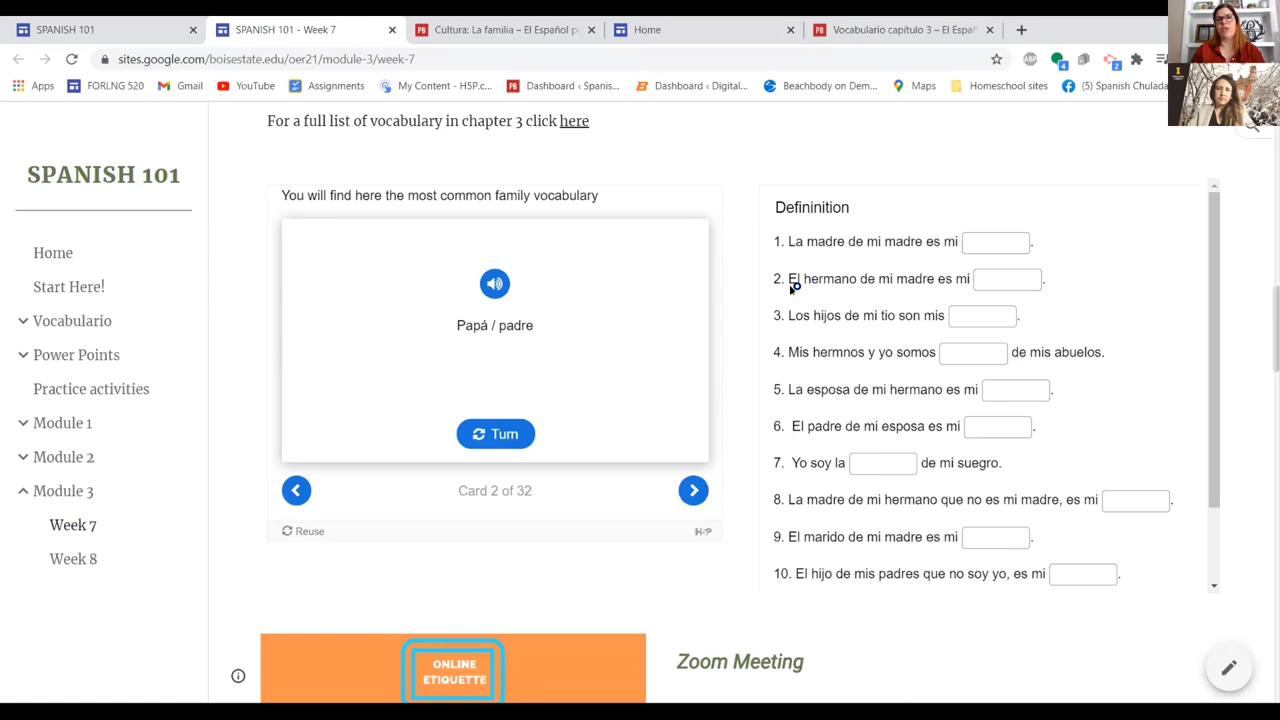 SPANISH 101
SPANISH 101 - Week 7
Cultura: La familia – El Español pe
Home
Vocabulario capítulo 3 – El Españ
sites.google.com/boisestate.edu/oer21/module-3/week-7
Apps
FORLNG 520
Gmail
YouTube
Assignments
My Content - H5P.c...
Dashboard ‹ Spanis...
Dashboard ‹ Digital...
Beachbody on Dem...
Maps
Homeschool sites
(5) Spanish Chulada
For a full list of vocabulary in chapter 3 click here
SPANISH 101
Home
Start Here!
Vocabulario
Power Points
Practice activities
Module 1
Module 2
Module 3
Week 7
Week 8
You will find here the most common family vocabulary
Papá / padre
Turn
Card 2 of 32
Reuse
H-P
Defininition
1. La madre de mi madre es mi .
2. El hermano de mi madre es mi .
3. Los hijos de mi tio son mis .
4. Mis hermnos y yo somos de mis abuelos.
5. La esposa de mi hermano es mi .
6. El padre de mi esposa es mi .
7. Yo soy la de mi suegro.
8. La madre de mi hermano que no es mi madre, es mi .
9. El marido de mi madre es mi .
10. El hijo de mis padres que no soy yo, es mi .
ONLINE
ETIQUETTE
Zoom Meeting